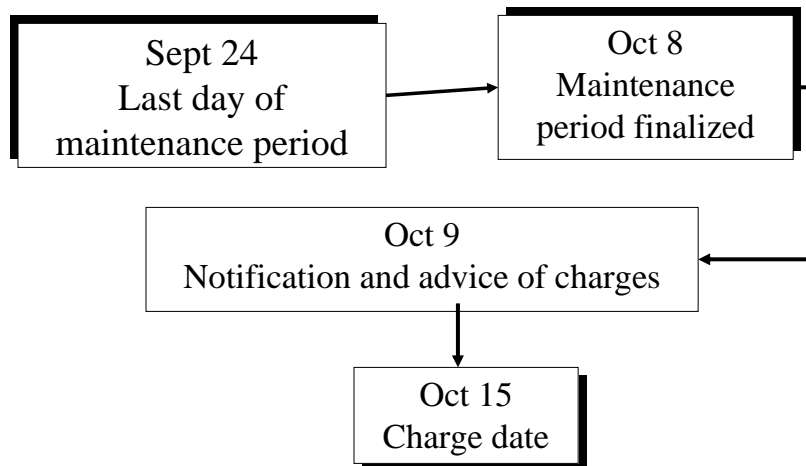 Sept 24
Last day of
maintenance period
Oct 8
Maintenance
period finalized
Oct 9
Notification and advice of charges
Oct 15
Charge date